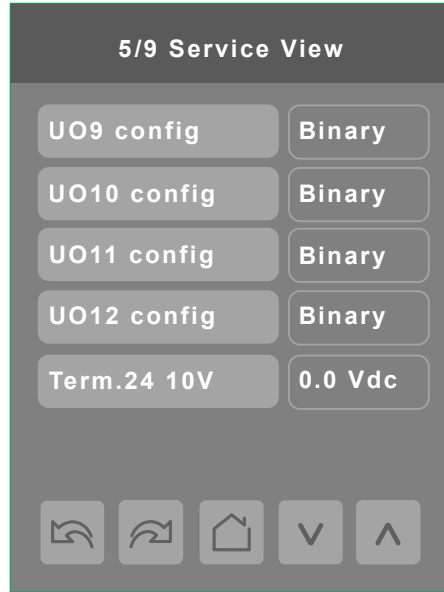 5/9 Service View
UO9 config Binary
UO10 config Binary
UO11 config Binary
UO12 config Binary
Term.24 10V 0.0 Vdc